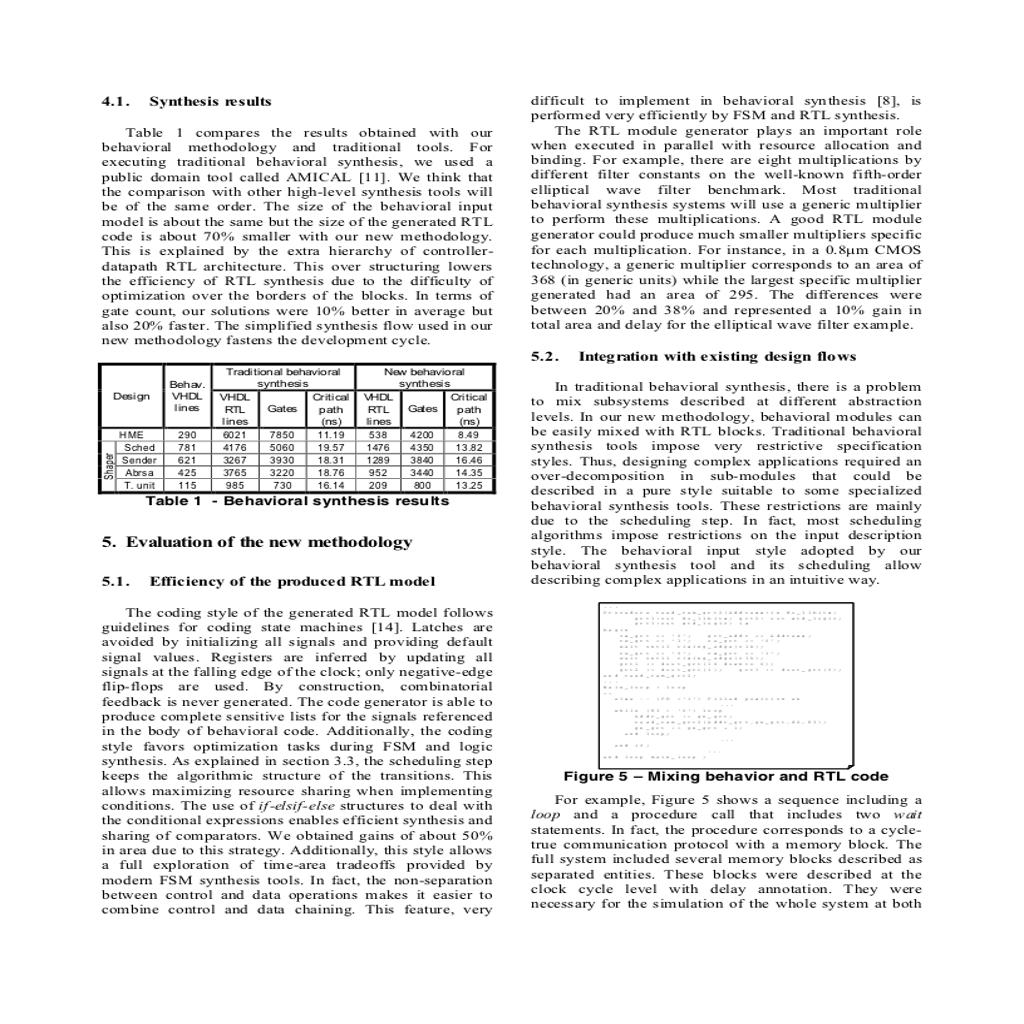 4.1. Synthesis results
Table 1 compares the results obtained with our
behavioral methodology and traditional tools. For
executing traditional behavioral synthesis, we used a
public domain tool called AMICAL [11]. We think that
the comparison with other high-level synthesis tools will
be of the same order. The size of the behavioral input
model is about the same but the size of the generated RTL
code is about 70% smaller with our new methodology.
This is explained by the extra hierarchy of controller-
datapath RTL architecture. This over structuring lowers
the efficiency of RTL synthesis due to the difficulty of
optimization over the borders of the blocks. In terms of
gate count, our solutions were 10% better in average but
also 20% faster. The simplified synthesis flow used in our
new methodology fastens the development cycle.
Design Behav. VHDL lines Traditional behavioral synthesis New behavioral synthesis
VHDL RTL lines Gates Critical path (ns) VHDL RTL lines Gates Critical path (ns)
HME 290 6021 7850 11.19 538 4200 8.49
Shaper
Sched 781 4176 5060 19.57 1476 4350 13.82
Sender 621 3267 3930 18.31 1289 3840 16.46
Abrsa 425 3765 3220 18.76 952 3440 14.35
T. unit 115 985 730 16.14 209 800 13.25
Table 1 - Behavioral synthesis results
5. Evaluation of the new methodology
5.1. Efficiency of the produced RTL model
The coding style of the generated RTL model follows
guidelines for coding state machines [14]. Latches are
avoided by initializing all signals and providing default
signal values. Registers are inferred by updating all
signals at the falling edge of the clock; only negative-edge
flip-flops are used. By construction, combinatorial
feedback is never generated. The code generator is able to
produce complete sensitive lists for the signals referenced
in the body of behavioral code. Additionally, the coding
style favors optimization tasks during FSM and logic
synthesis. As explained in section 3.3, the scheduling step
keeps the algorithmic structure of the transitions. This
allows maximizing resource sharing when implementing
conditions. The use of if-elsif-else structures to deal with
the conditional expressions enables efficient synthesis and
sharing of comparators. We obtained gains of about 50%
in area due to this strategy. Additionally, this style allows
a full exploration of time-area tradeoffs provided by
modern FSM synthesis tools. In fact, the non-separation
between control and data operations makes it easier to
combine control and data chaining. This feature, very
difficult to implement in behavioral synthesis [8], is
performed very efficiently by FSM and RTL synthesis.
The RTL module generator plays an important role
when executed in parallel with resource allocation and
binding. For example, there are eight multiplications by
different filter constants on the well-known fifth-order
elliptical wave filter benchmark. Most traditional
behavioral synthesis systems will use a generic multiplier
to perform these multiplications. A good RTL module
generator could produce much smaller multipliers specific
for each multiplication. For instance, in a 0.8μm CMOS
technology, a generic multiplier corresponds to an area of
368 (in generic units) while the largest specific multiplier
generated had an area of 295. The differences were
between 20% and 38% and represented a 10% gain in
total area and delay for the elliptical wave filter example.
5.2. Integration with existing design flows
In traditional behavioral synthesis, there is a problem
to mix subsystems described at different abstraction
levels. In our new methodology, behavioral modules can
be easily mixed with RTL blocks. Traditional behavioral
synthesis tools impose very restrictive specification
styles. Thus, designing complex applications required an
over-decomposition in sub-modules that could be
described in a pure style suitable to some specialized
behavioral synthesis tools. These restrictions are mainly
due to the scheduling step. In fact, most scheduling
algorithms impose restrictions on the input description
style. The behavioral input style adopted by our
behavioral synthesis tool and its scheduling allow
describing complex applications in an intuitive way.
Figure 5 – Mixing behavior and RTL code
For example, Figure 5 shows a sequence including a
loop and a procedure call that includes two wait
statements. In fact, the procedure corresponds to a cycle-
true communication protocol with a memory block. The
full system included several memory blocks described as
separated entities. These blocks were described at the
clock cycle level with delay annotation. They were
necessary for the simulation of the whole system at both